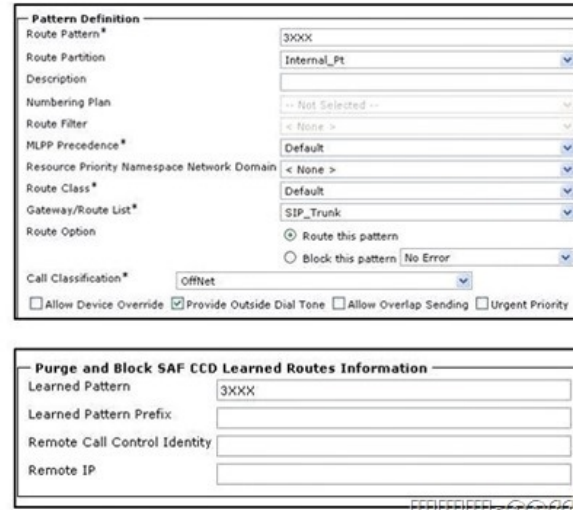 Pattern Definition
Route Pattern* 3XXX
Route Partition Internal_Pt
Description
Numbering Plan -- Not Selected --
Route Filter < None >
MLPP Precedence* Default
Resource Priority Namespace Network Domain < None >
Route Class* Default
Gateway/Route List* SIP_Trunk
Route Option Route this pattern
Block this pattern No Error
Call Classification* OffNet
Allow Device Override Provide Outside Dial Tone Allow Overlap Sending Urgent Priority
Purge and Block SAF CCD Learned Routes Information
Learned Pattern 3XXX
Learned Pattern Prefix
Remote Call Control Identity
Remote IP